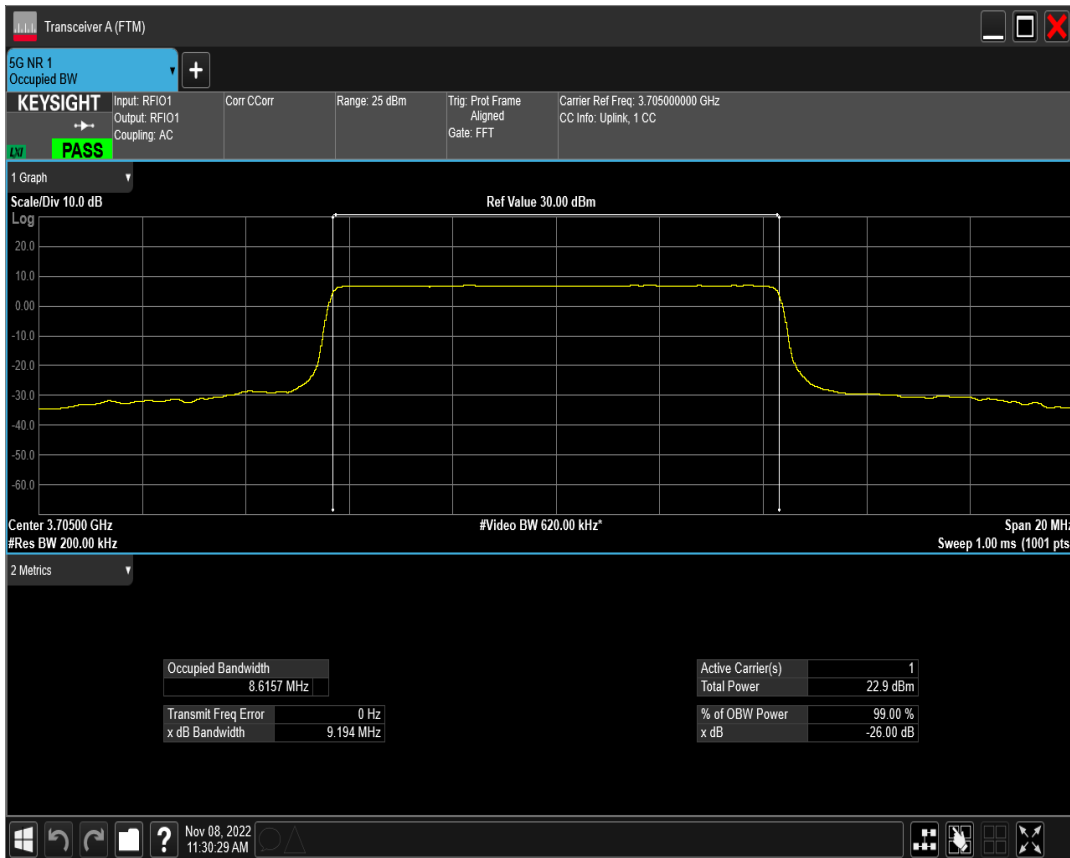 Transceiver A (FTM)
5G NR 1
Occupied BW
+
KEYSIGHT
LXI
PASS
Input: RFIO1
Output: RFIO1
Coupling: AC
Corr CCorr
Range: 25 dBm
Trig: Prot Frame
Aligned
Gate: FFT
Carrier Ref Freq: 3.705000000 GHz
CC Info: Uplink, 1 CC
1 Graph
Scale/Div 10.0 dB
Ref Value 30.00 dBm
Log
20.0
10.0
0.00
-10.0
-20.0
-30.0
-40.0
-50.0
-60.0
Center 3.70500 GHz
#Video BW 620.00 kHz*
Span 20 MHz
#Res BW 200.00 kHz
Sweep 1.00 ms (1001 pts
2 Metrics
Occupied Bandwidth
8.6157 MHz
Transmit Freq Error 0 Hz
x dB Bandwidth 9.194 MHz
Active Carrier(s) 1
Total Power 22.9 dBm
% of OBW Power 99.00 %
x dB -26.00 dB
?
Nov 08, 2022
11:30:29 AM